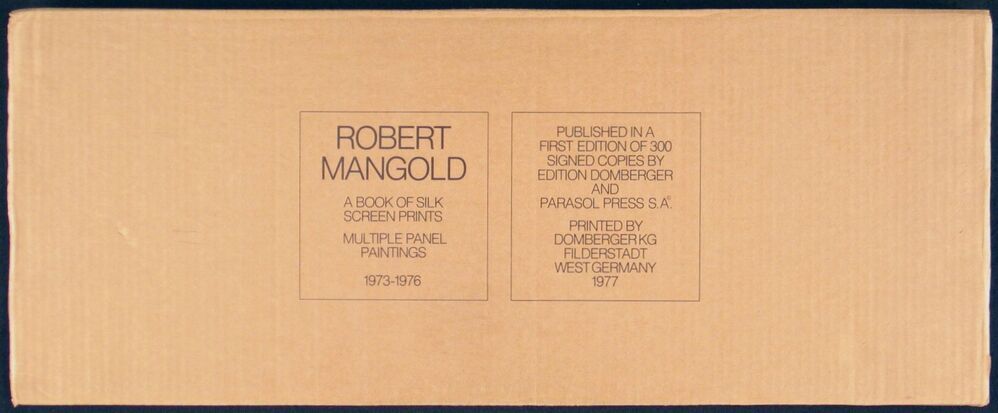 ROBERT
MANGOLD
A BOOK OF SILK
SCREEN PRINTS
MULTIPLE PANEL
PAINTINGS
1973-1976
PUBLISHED IN A
FIRST EDITION OF 300
SIGNED COPIES BY
EDITION DOMBERGER
AND
PARASOL PRESS S.A.©
PRINTED BY
DOMBERGER KG
FILDERSTADT
WEST GERMANY
1977